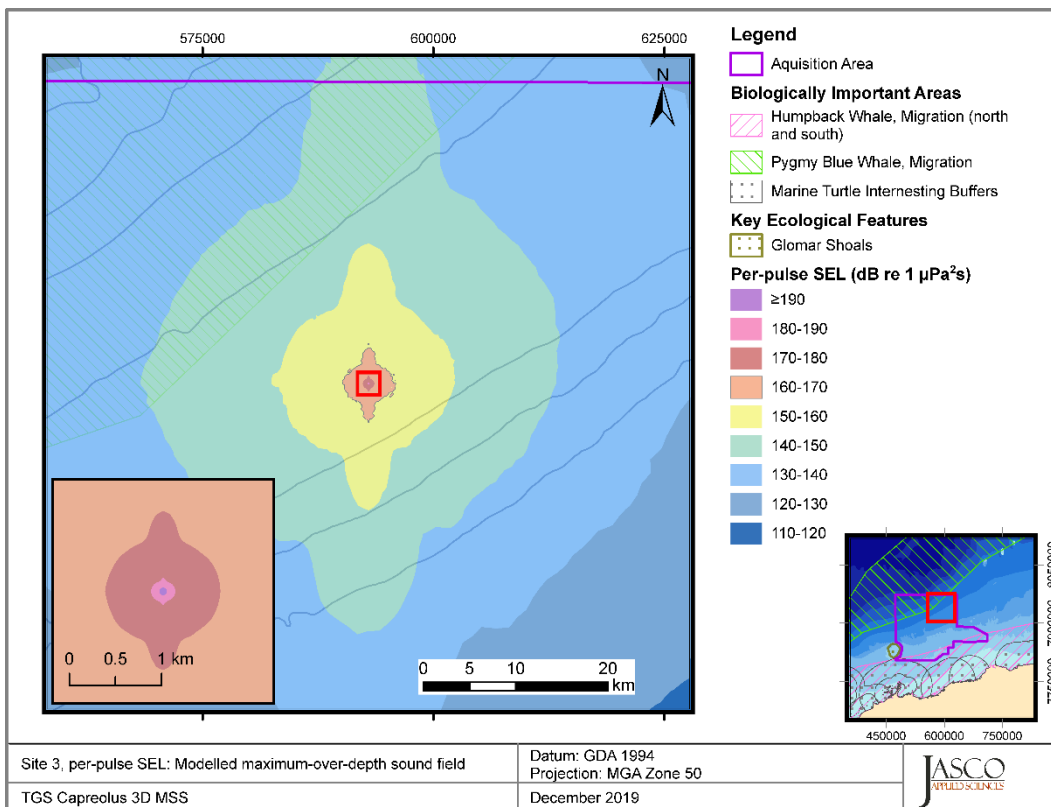 575000 600000 625000
N
Legend
Aquisition Area
Biologically Important Areas
Humpback Whale, Migration (north
and south)
Pygmy Blue Whale, Migration
Marine Turtle Internesting Buffers
Key Ecological Features
Glomar Shoals
Per-pulse SEL (dB re 1 µPa²s)
≥190
180-190
170-180
160-170
150-160
140-150
130-140
120-130
110-120
0 0.5 1 km
0 5 10 20
km
8050000
7900000
7750000
450000 600000 750000
Site 3, per-pulse SEL: Modelled maximum-over-depth sound field
Datum: GDA 1994
Projection: MGA Zone 50
TGS Capreolus 3D MSS
December 2019
JASCO
APPLIED SCIENCES